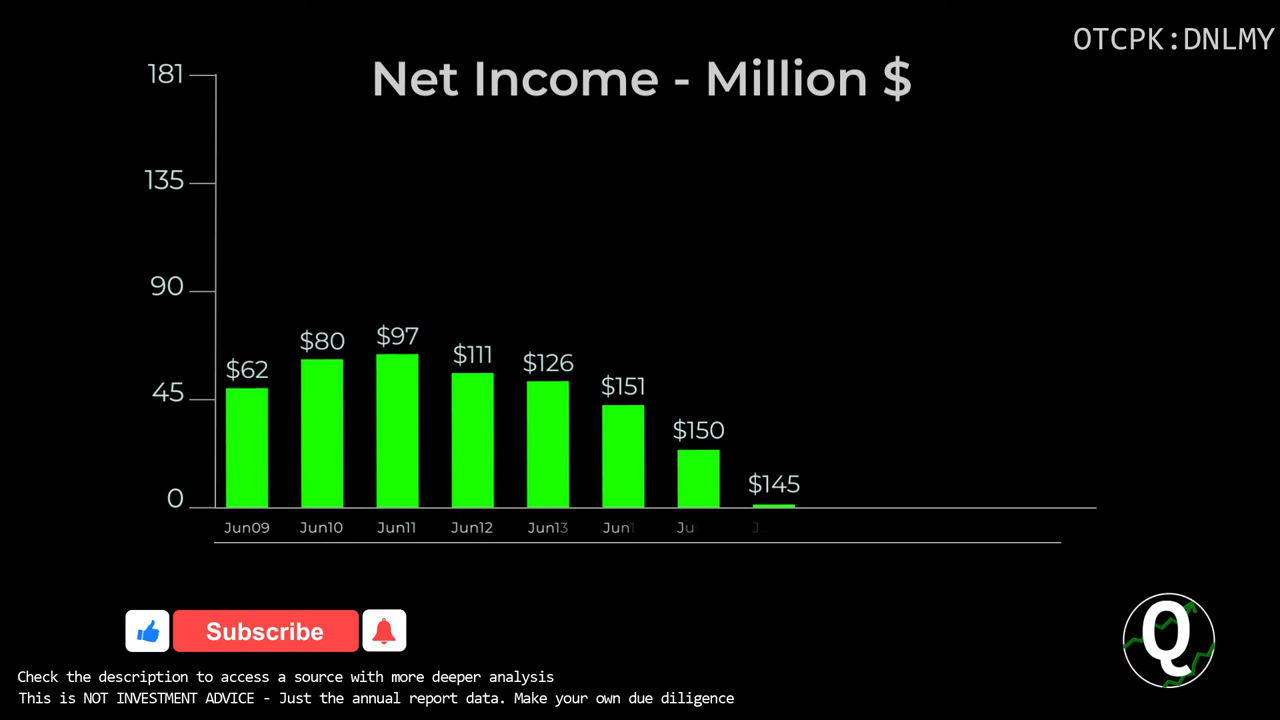 OTCPK:DNLMY
Net Income - Million $
181
135
90
45
0
$62
$80
$97
$111
$126
$151
$150
$145
Jun09
Jun10
Jun11
Jun12
Jun13
Jun1
Ju
J
Subscribe
Q
Check the description to access a source with more deeper analysis
This is NOT INVESTMENT ADVICE - Just the annual report data. Make your own due diligence